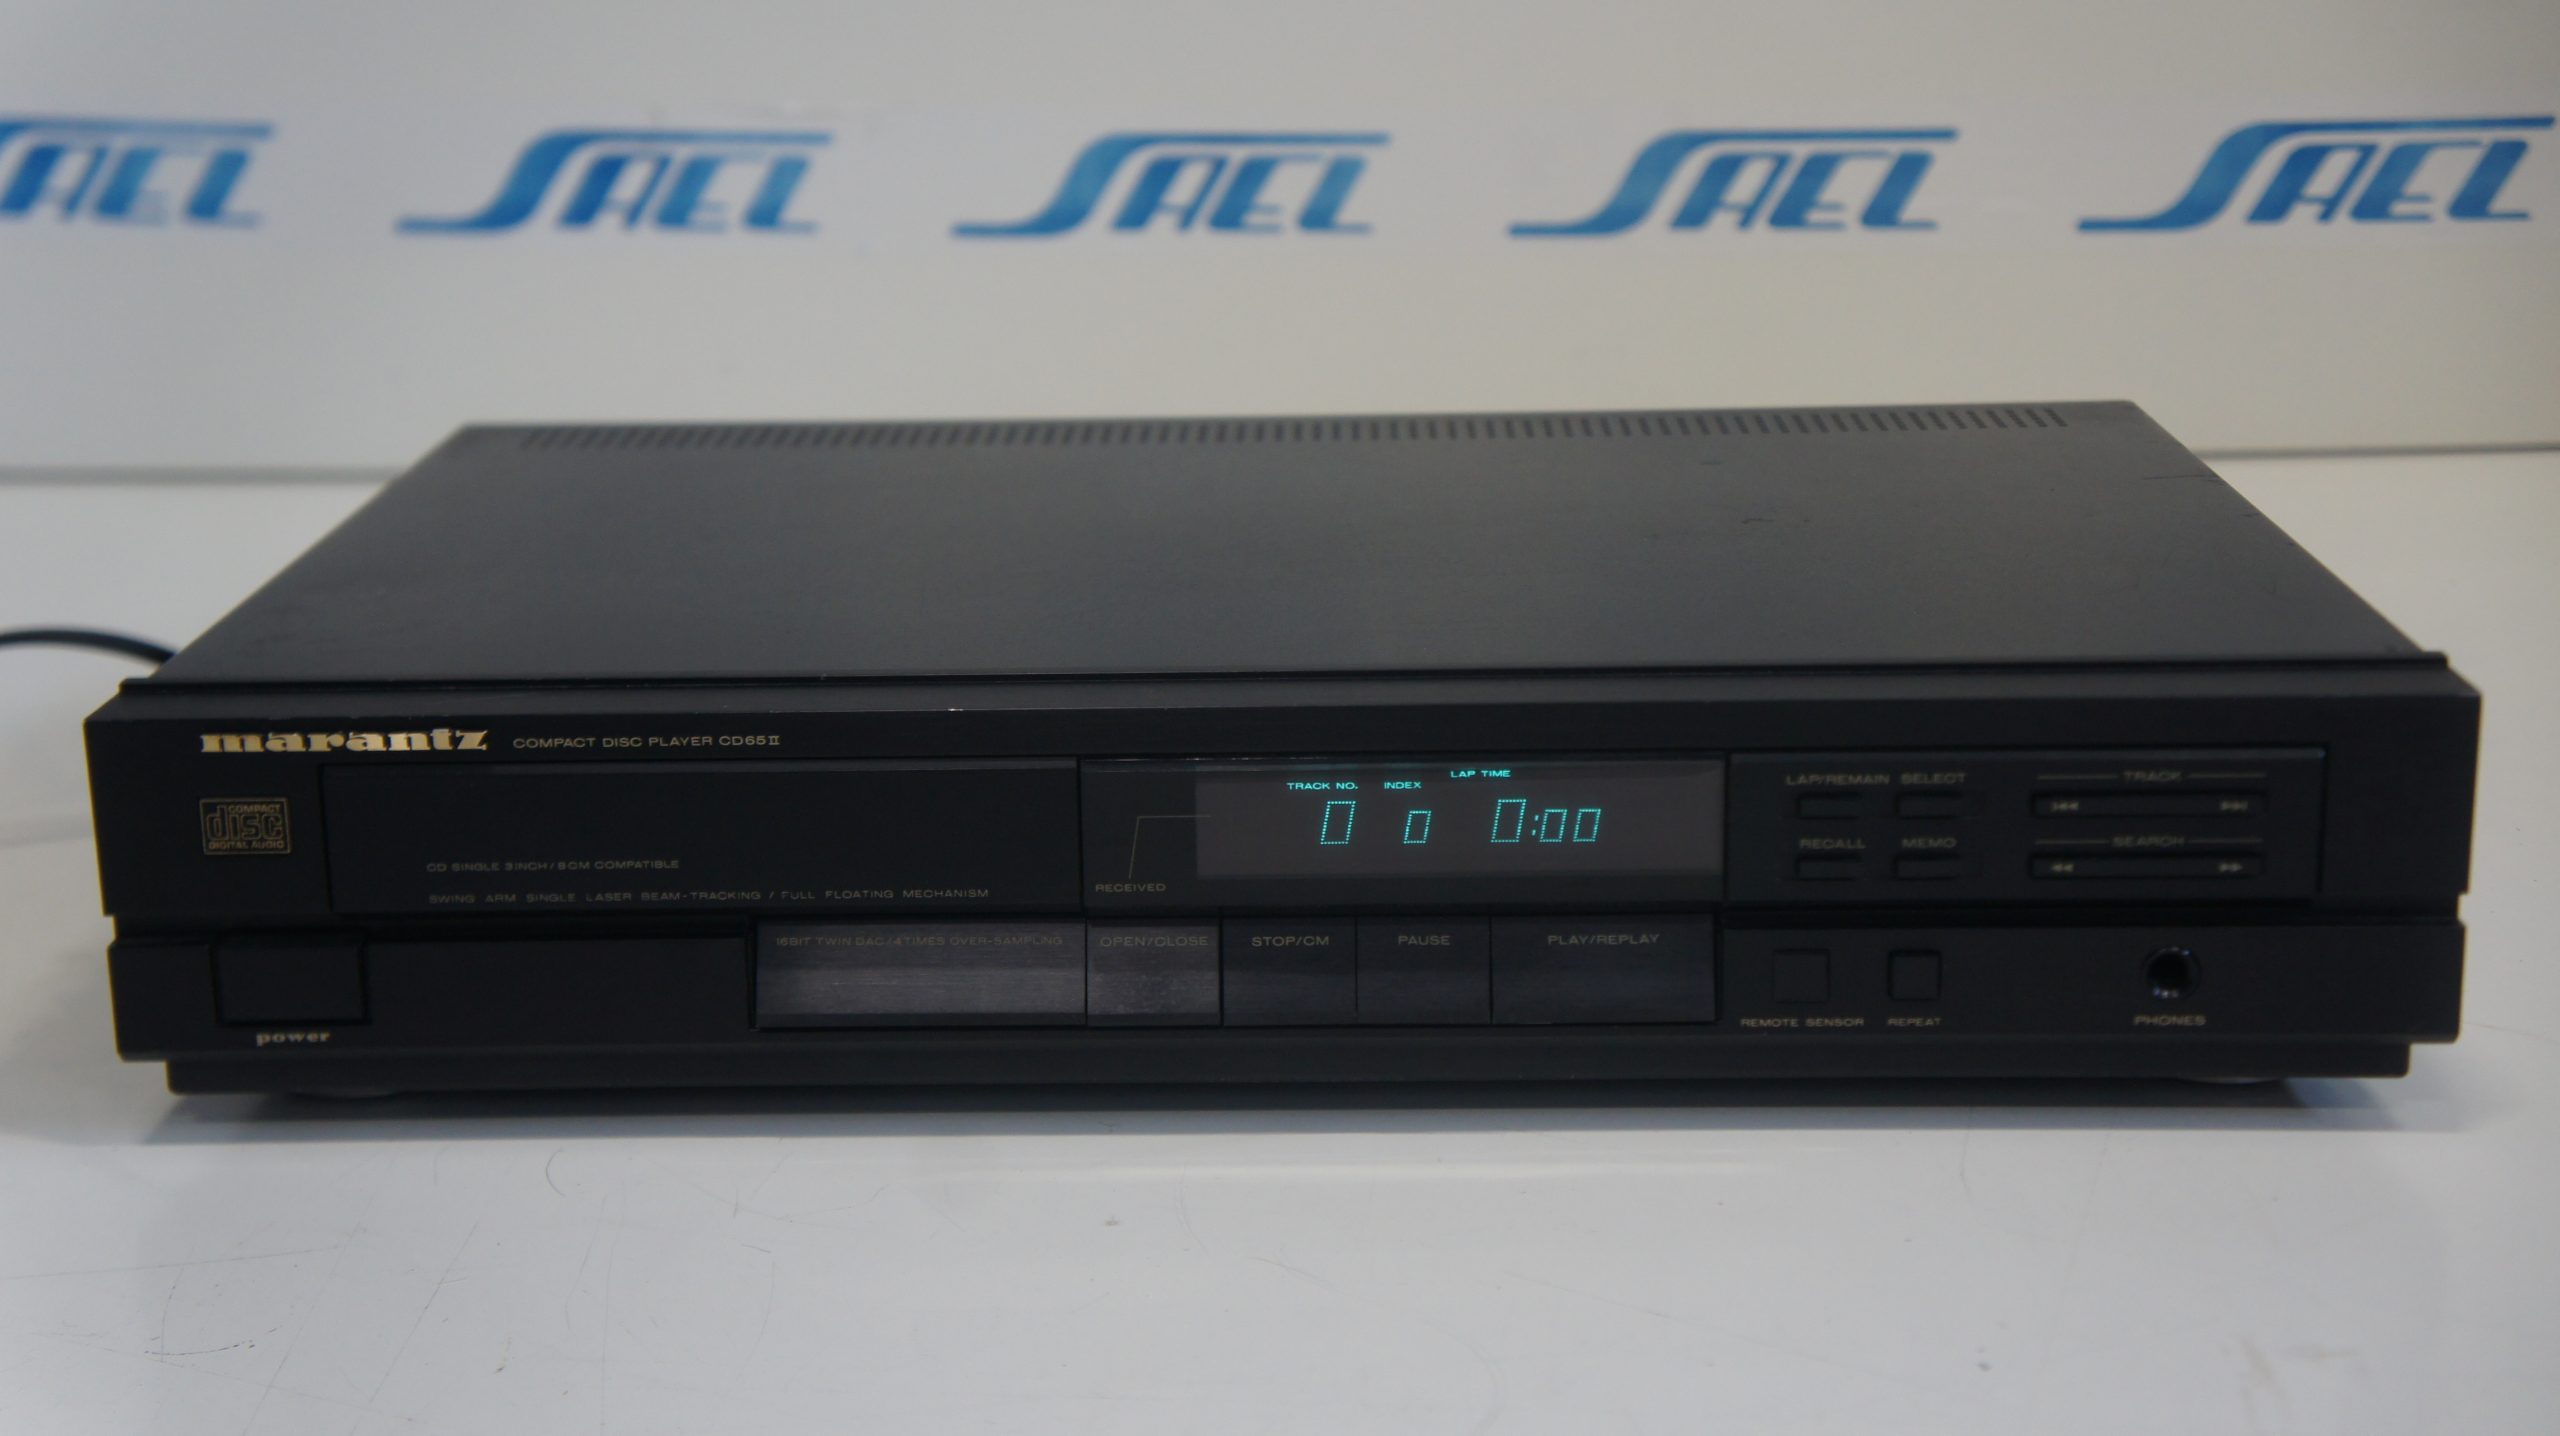 SAEL SAEL SAEL SAEL SAEL
marantz COMPACT DISC PLAYER CD65II
COMPACT
disc
DIGITAL AUDIO
CD SINGLE 3INCH/8CM COMPATIBLE
SWING ARM SINGLE LASER BEAM-TRACKING / FULL FLOATING MECHANISM
LAP TIME
TRACK NO. INDEX
0 0 0:00
RECEIVED
LAP/REMAIN SELECT
TRACK
RECALL MEMO
SEARCH
16BIT TWIN DAC/4TIMES OVER-SAMPLING
OPEN/CLOSE STOP/CM PAUSE PLAY/REPLAY
power
REMOTE SENSOR REPEAT
PHONES